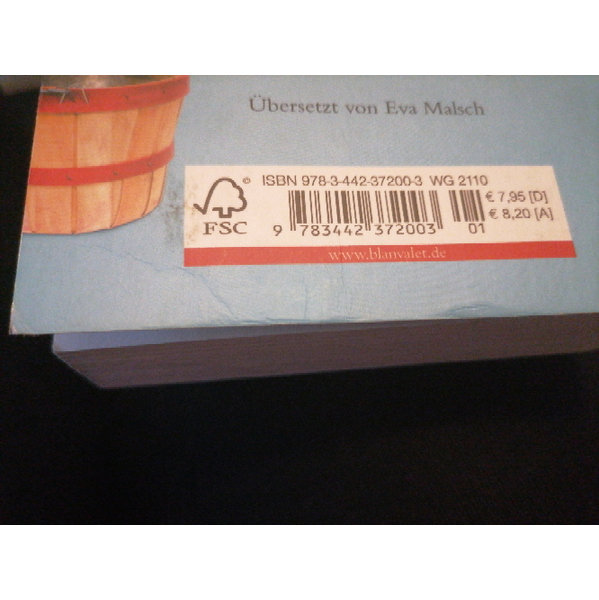 Übersetzt von Eva Malsch
ISBN 978-3-442-37200-3 WG 2110
€ 7,95 [D]
€ 8,20 [A]
FSC
9 783442 372003 01
www.blanvalet.de